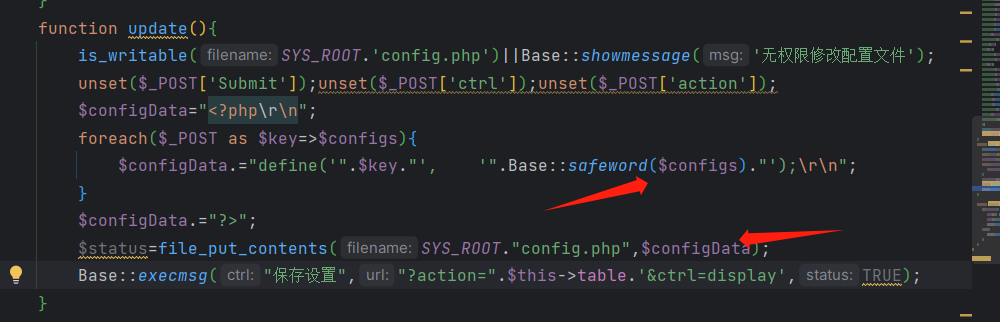 }
function update(){
is_writable( filename: SYS_ROOT.'config.php')||Base::showmessage( msg: '无权限修改配置文件');
unset($_POST['Submit']);unset($_POST['ctrl']);unset($_POST['action']);
$configData="<?php\r\n";
foreach($_POST as $key=>$configs){
$configData.="define('".$key."', '".Base::safeword($configs)."');\r\n";
}
$configData.="?>";
$status=file_put_contents( filename: SYS_ROOT."config.php",$configData);
Base::execmsg( ctrl: "保存设置", url: "?action=".$this->table.'&ctrl=display', status: TRUE);
}